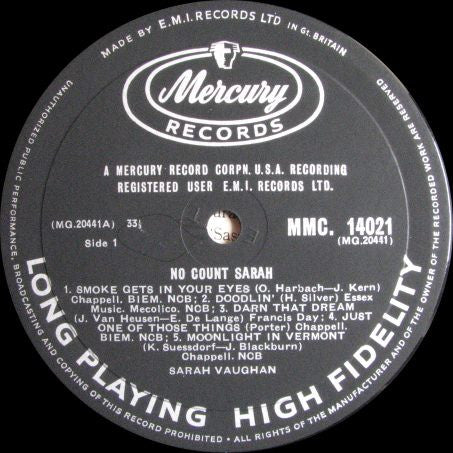 MADE BY E.M.I. RECORDS LTD IN GT. BRITAIN
UNAUTHORIZED PUBLIC PERFORMANCE, BROADCASTING AND COPYING OF THIS RECORD PROHIBITED • ALL RIGHTS OF THE MANUFACTURER AND OF THE OWNER OF THE RECORDED WORK ARE RESERVED
Mercury
RECORDS
A MERCURY RECORD CORPN. U.S.A. RECORDING
REGISTERED USER E.M.I. RECORDS LTD.
(MG.20441A) 33⅓
MMC. 14021
Side 1
(MG.20441)
NO COUNT SARAH
1. SMOKE GETS IN YOUR EYES (O. Harbach—J. Kern)
Chappell. BIEM. NCB; 2. DOODLIN' (H. Silver) Essex
Music. Mecolico. NCB; 3. DARN THAT DREAM
(J. Van Heusen—E. De Lange) Francis Day; 4. JUST
ONE OF THOSE THINGS (Porter) Chappell.
BIEM. NCB; 5. MOONLIGHT IN VERMONT
(K. Suessdorf—J. Blackburn)
Chappell. NCB
SARAH VAUGHAN
LONG PLAYING HIGH FIDELITY